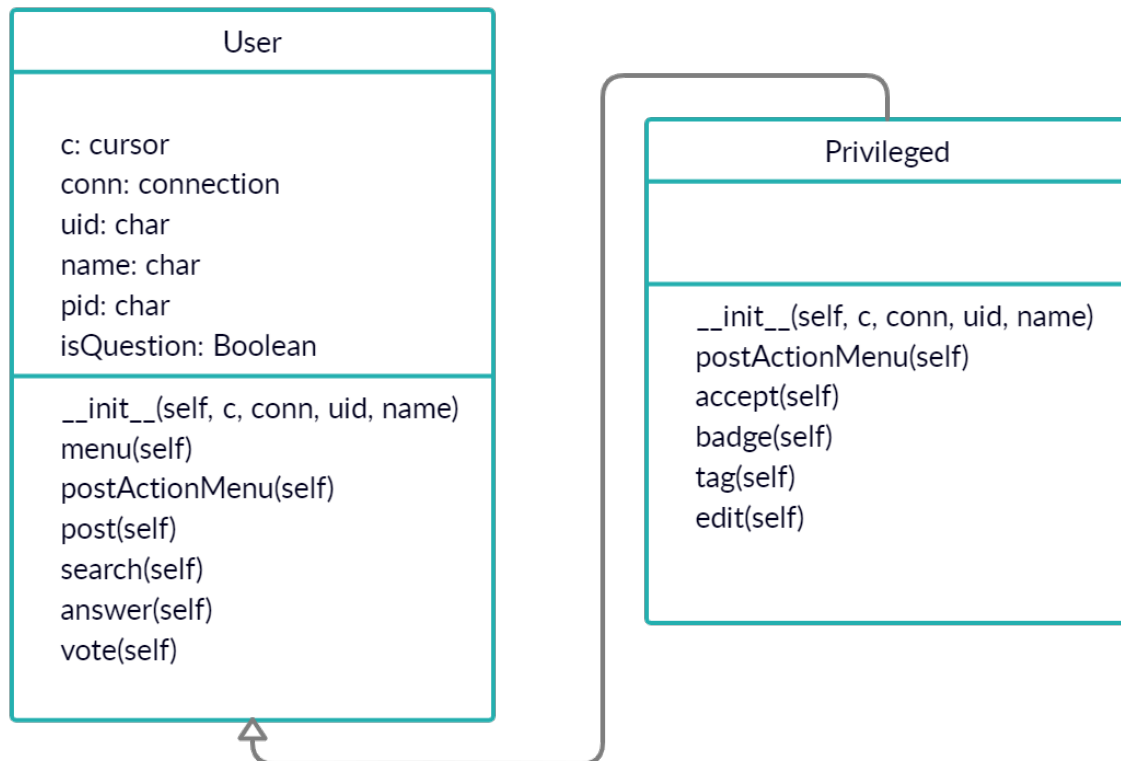 User
c: cursor
conn: connection
uid: char
name: char
pid: char
isQuestion: Boolean
__init__(self, c, conn, uid, name)
menu(self)
postActionMenu(self)
post(self)
search(self)
answer(self)
vote(self)
Privileged
__init__(self, c, conn, uid, name)
postActionMenu(self)
accept(self)
badge(self)
tag(self)
edit(self)